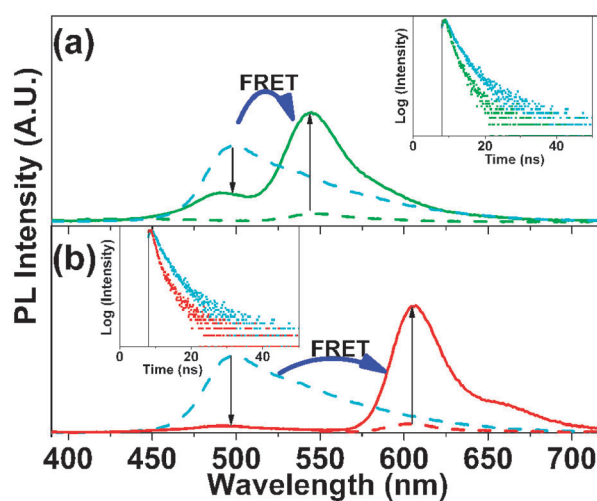 (a)
FRET
Log (Intensity)
0 20 40
Time (ns)
PL Intensity (A.U.)
(b)
Log (Intensity)
0 20 40
Time (ns)
FRET
400 450 500 550 600 650 700
Wavelength (nm)